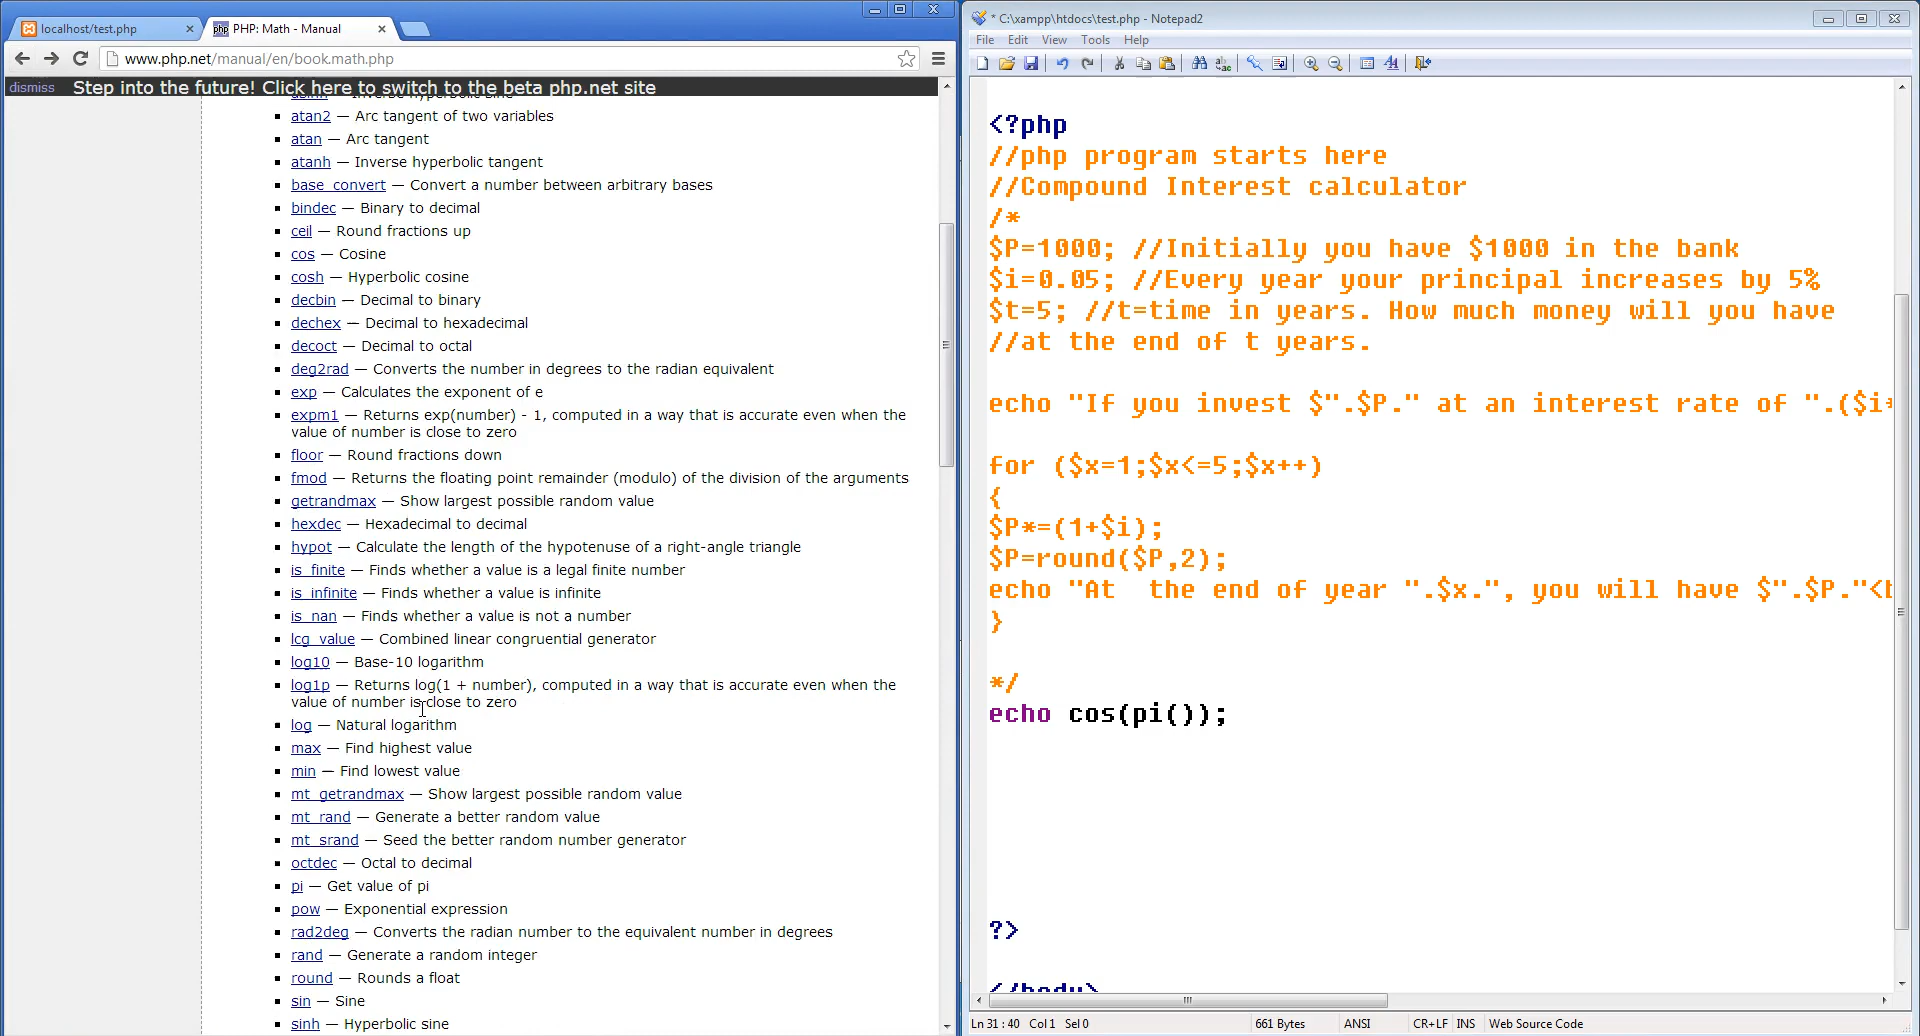 localhost/test.php
PHP: Math - Manual
www.php.net/manual/en/book.math.php
dismiss Step into the future! Click here to switch to the beta php.net site
atan2 — Arc tangent of two variables
atan — Arc tangent
atanh — Inverse hyperbolic tangent
base_convert — Convert a number between arbitrary bases
bindec — Binary to decimal
ceil — Round fractions up
cos — Cosine
cosh — Hyperbolic cosine
decbin — Decimal to binary
dechex — Decimal to hexadecimal
decoct — Decimal to octal
deg2rad — Converts the number in degrees to the radian equivalent
exp — Calculates the exponent of e
expm1 — Returns exp(number) - 1, computed in a way that is accurate even when the
value of number is close to zero
floor — Round fractions down
fmod — Returns the floating point remainder (modulo) of the division of the arguments
getrandmax — Show largest possible random value
hexdec — Hexadecimal to decimal
hypot — Calculate the length of the hypotenuse of a right-angle triangle
is_finite — Finds whether a value is a legal finite number
is_infinite — Finds whether a value is infinite
is_nan — Finds whether a value is not a number
lcg_value — Combined linear congruential generator
log10 — Base-10 logarithm
log1p — Returns log(1 + number), computed in a way that is accurate even when the
value of number is close to zero
log — Natural logarithm
max — Find highest value
min — Find lowest value
mt_getrandmax — Show largest possible random value
mt_rand — Generate a better random value
mt_srand — Seed the better random number generator
octdec — Octal to decimal
pi — Get value of pi
pow — Exponential expression
rad2deg — Converts the radian number to the equivalent number in degrees
rand — Generate a random integer
round — Rounds a float
sin — Sine
sinh — Hyperbolic sine
* C:\xampp\htdocs\test.php - Notepad2
File Edit View Tools Help
<?php
//php program starts here
//Compound Interest calculator
/*
$P=1000; //Initially you have $1000 in the bank
$i=0.05; //Every year your principal increases by 5%
$t=5; //t=time in years. How much money will you have
//at the end of t years.
echo "If you invest $".$P." at an interest rate of ".($i*
for ($x=1;$x<=5;$x++)
{
$P*=(1+$i);
$P=round($P,2);
echo "At  the end of year ".$x.", you will have $".$P."<b
}
*/
echo cos(pi());
?>
</body>
Ln 31 : 40 Col 1 Sel 0 661 Bytes ANSI CR+LF INS Web Source Code